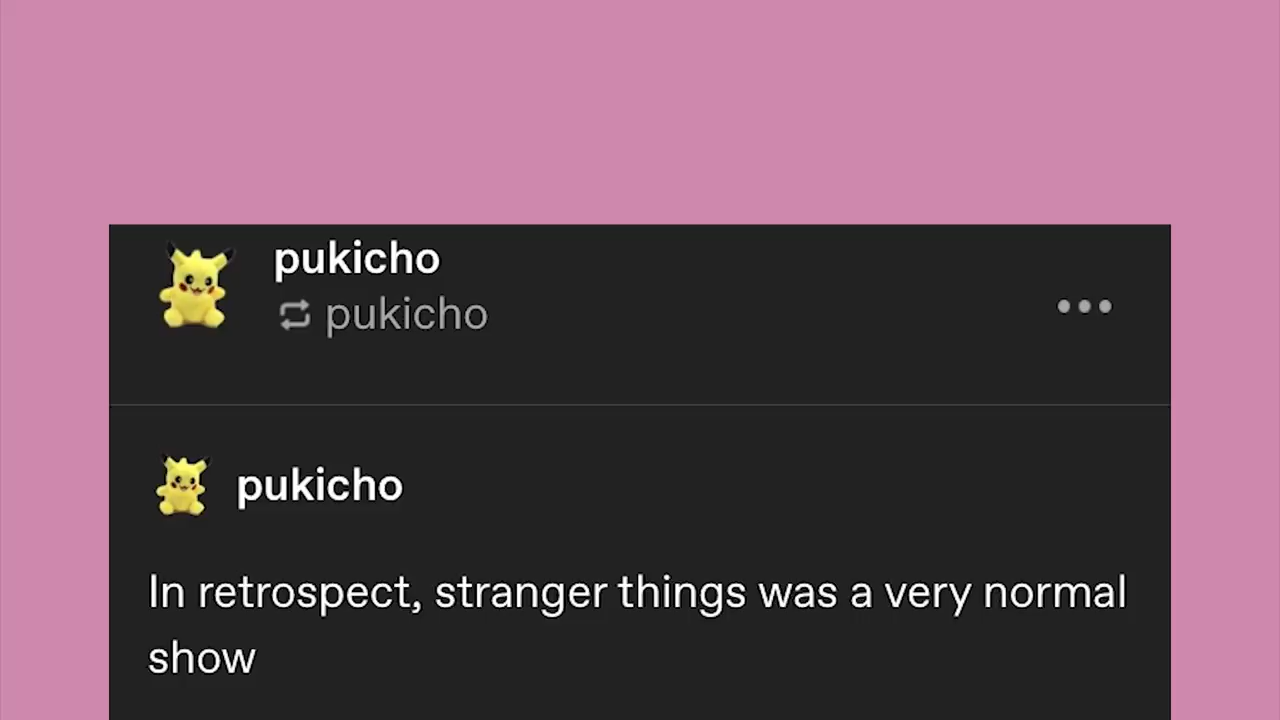 pukicho
pukicho
pukicho
In retrospect, stranger things was a very normal
show